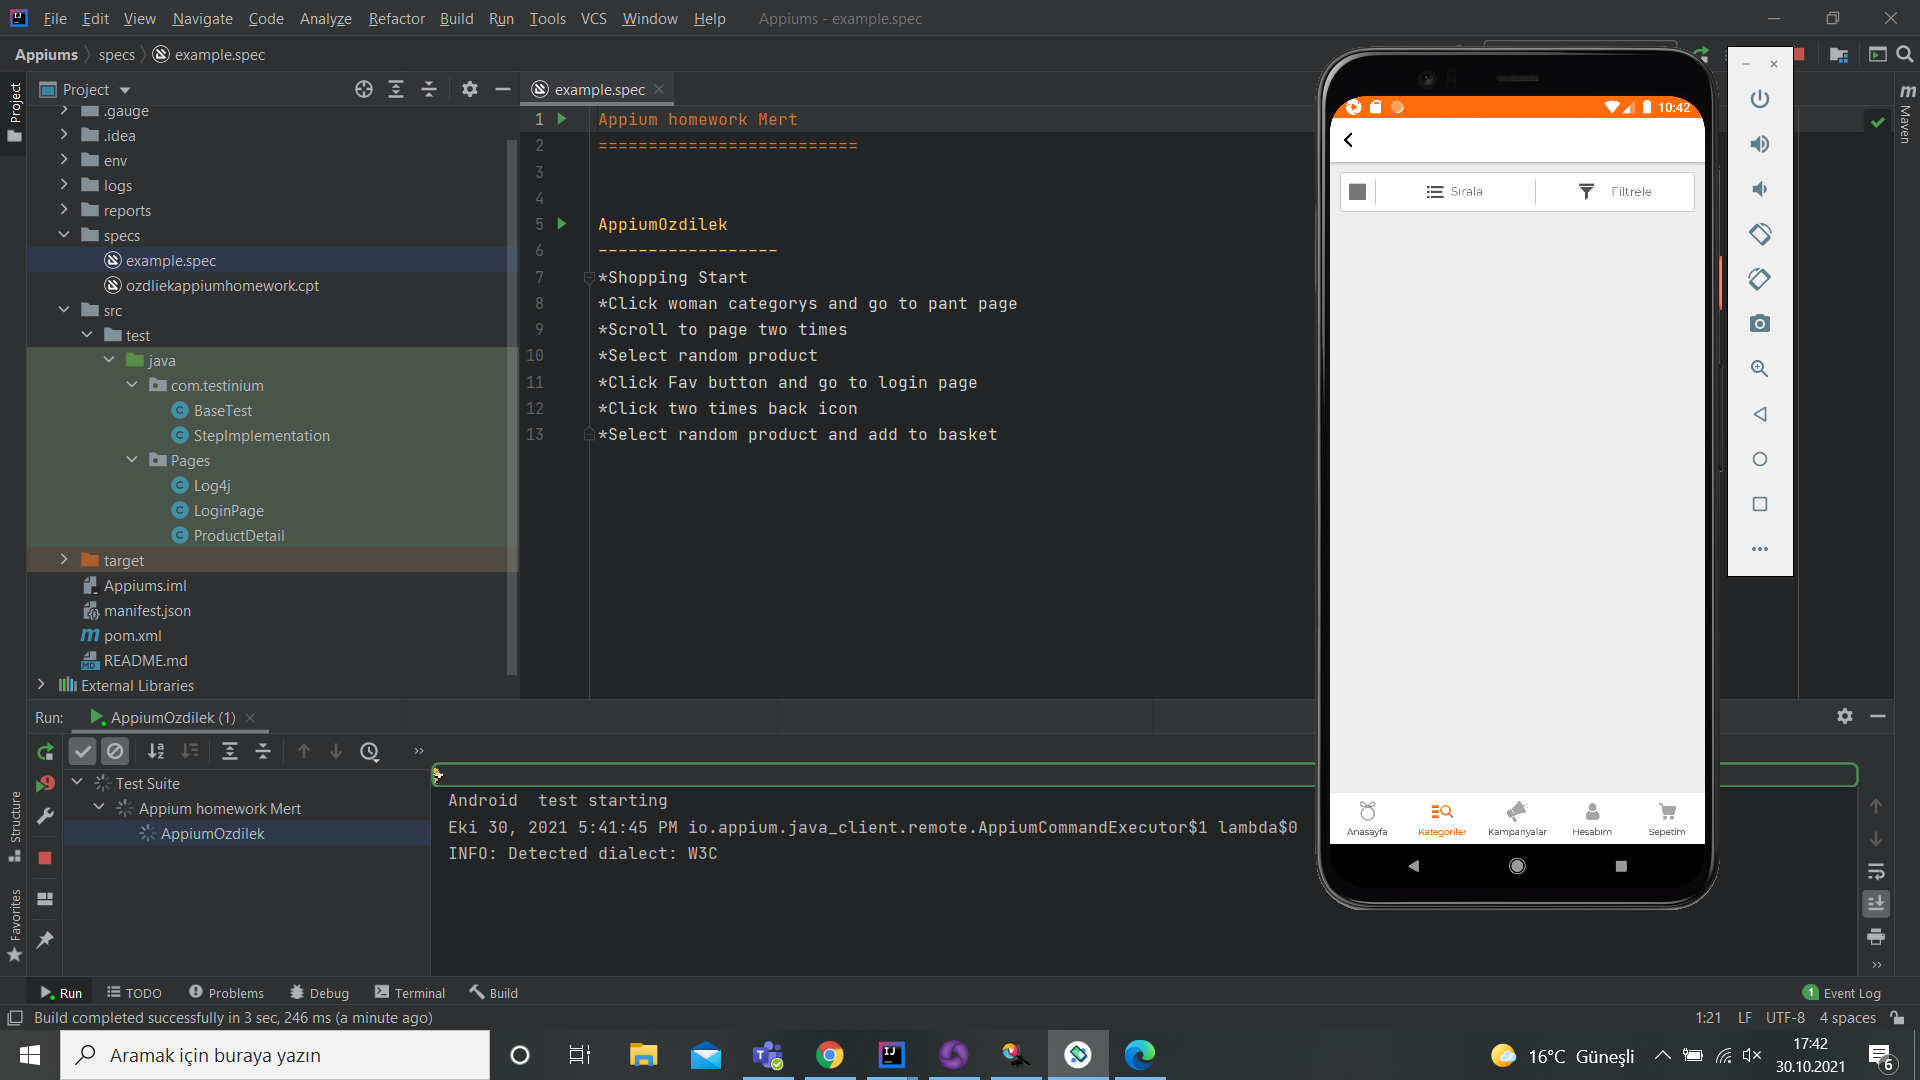 File Edit View Navigate Code Analyze Refactor Build Run Tools VCS Window Help Appiums - example.spec
Appiums specs example.spec
Project
example.spec
Project
.gauge
.idea
env
logs
reports
specs
example.spec
ozdliekappiumhomework.cpt
src
test
java
com.testinium
BaseTest
StepImplementation
Pages
Log4j
LoginPage
ProductDetail
target
Appiums.iml
manifest.json
pom.xml
README.md
External Libraries
1 Appium homework Mert
2 ==========================
3
4
5 AppiumOzdilek
6 ------------------
7 *Shopping Start
8 *Click woman categorys and go to pant page
9 *Scroll to page two times
10 *Select random product
11 *Click Fav button and go to login page
12 *Click two times back icon
13 *Select random product and add to basket
10:42
Sırala Filtrele
Anasayfa Kategoriler Kampanyalar Hesabım Sepetim
Maven
Run: AppiumOzdilek (1)
Test Suite
Appium homework Mert
AppiumOzdilek
Android  test starting
Eki 30, 2021 5:41:45 PM io.appium.java_client.remote.AppiumCommandExecutor$1 lambda$0
INFO: Detected dialect: W3C
Structure
Favorites
Run TODO Problems Debug Terminal Build 1 Event Log
Build completed successfully in 3 sec, 246 ms (a minute ago) 1:21 LF UTF-8 4 spaces
Aramak için buraya yazın
16°C Güneşli
17:42
30.10.2021
6